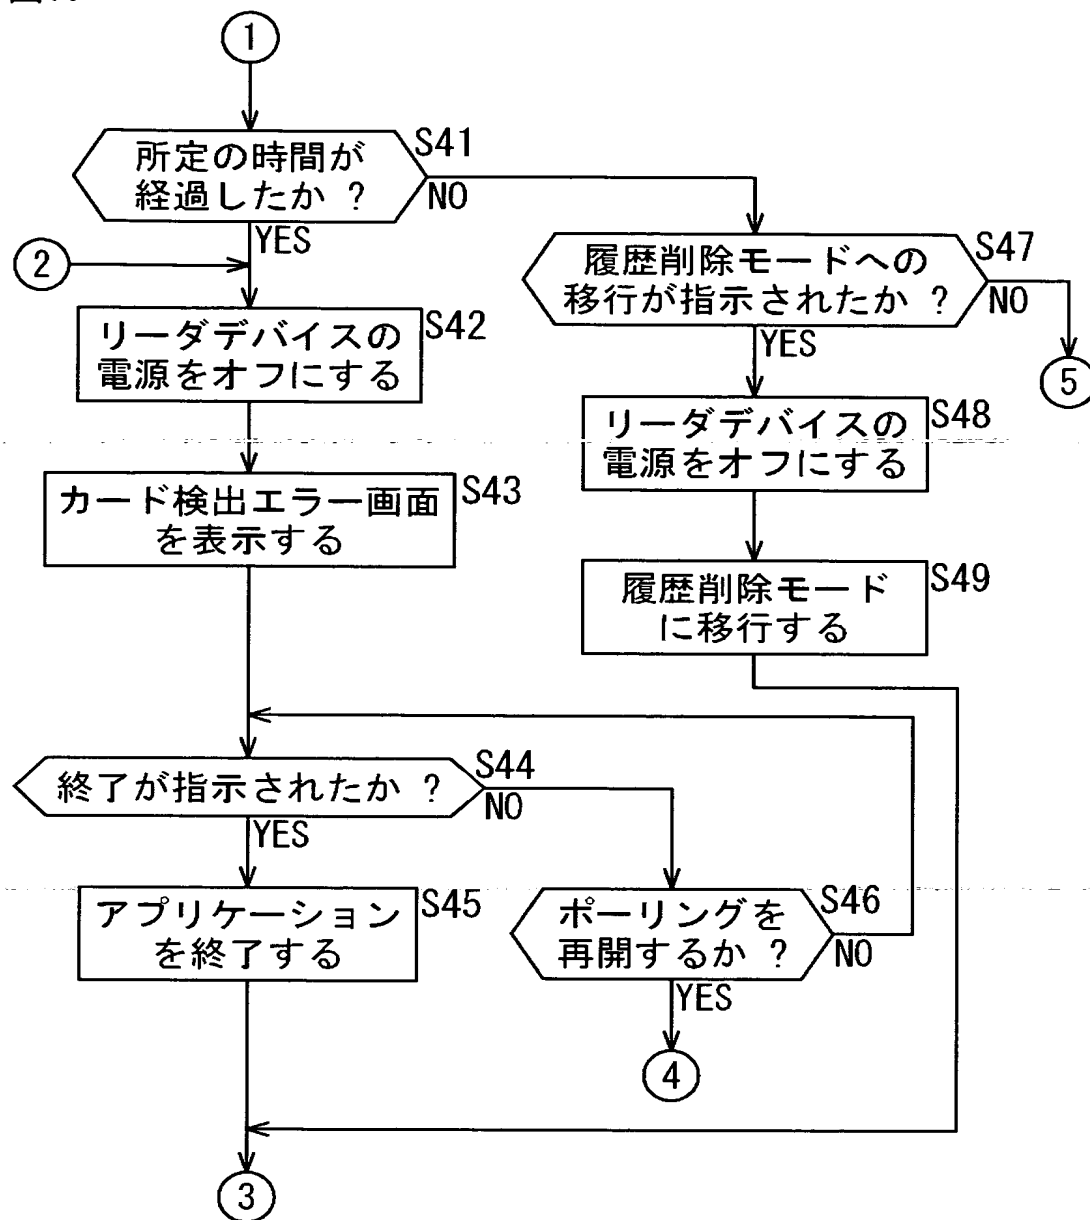 1
所定の時間が
経過したか ?
S41
NO
YES
2
履歴削除モードへの
移行が指示されたか ?
S47
NO
YES
5
リーダデバイスの
電源をオフにする
S42
リーダデバイスの
電源をオフにする
S48
カード検出エラー画面
を表示する
S43
履歴削除モード
に移行する
S49
終了が指示されたか ?
S44
NO
YES
アプリケーション
を終了する
S45
ポーリングを
再開するか ?
S46
NO
YES
4
3